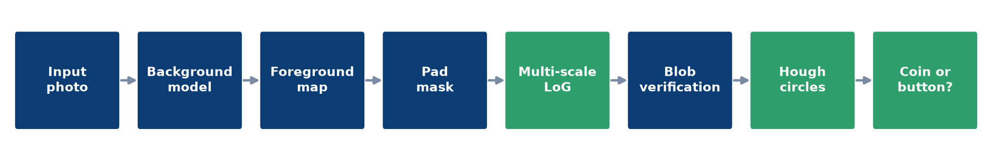 Input
photo
Background
model
Foreground
map
Pad
mask
Multi-scale
LoG
Blob
verification
Hough
circles
Coin or
button?